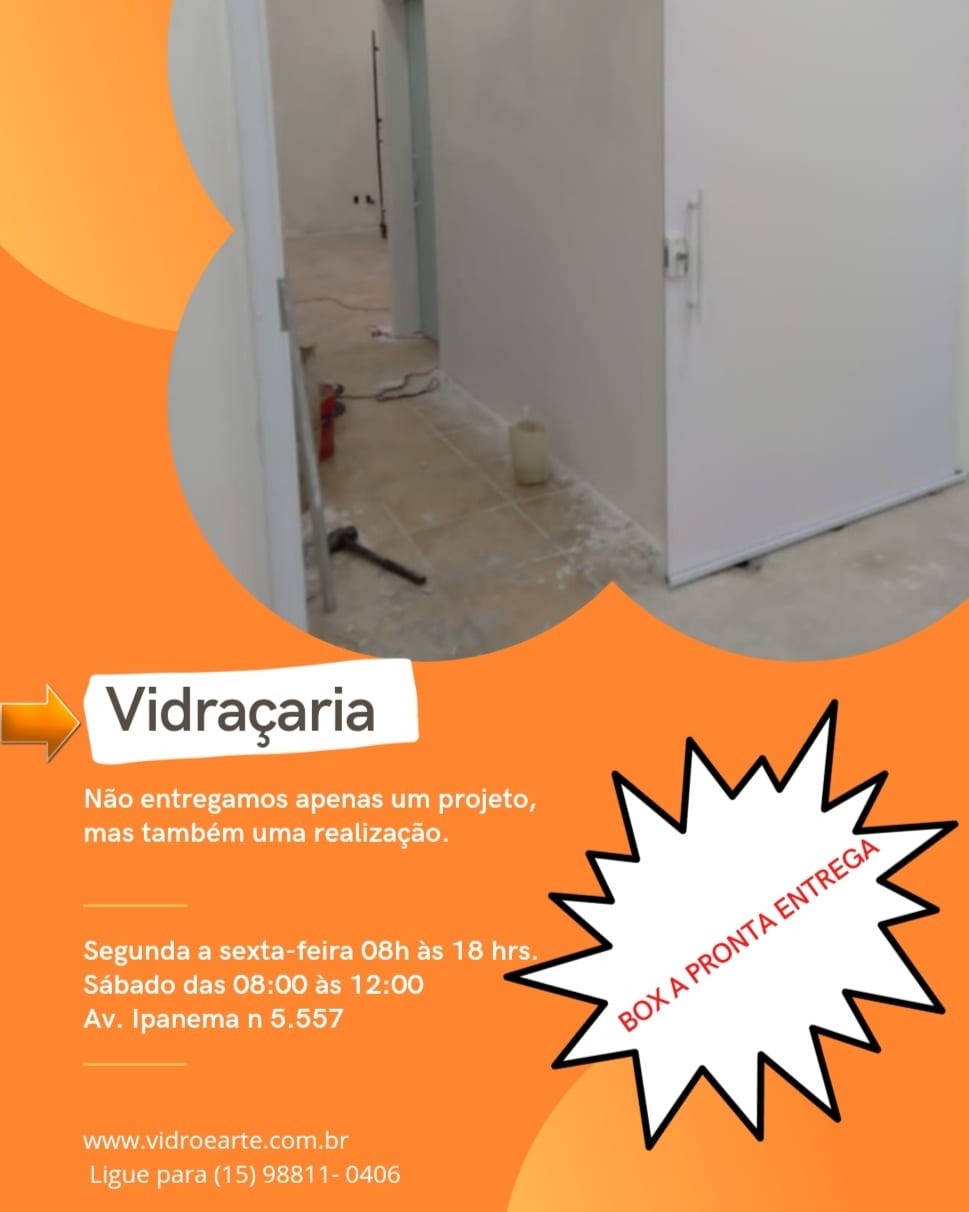 Vidraçaria
Não entregamos apenas um projeto,
mas também uma realização.
Segunda a sexta-feira 08h às 18 hrs.
Sábado das 08:00 às 12:00
Av. Ipanema n 5.557
BOX A PRONTA ENTREGA
www.vidroearte.com.br
Ligue para (15) 98811- 0406